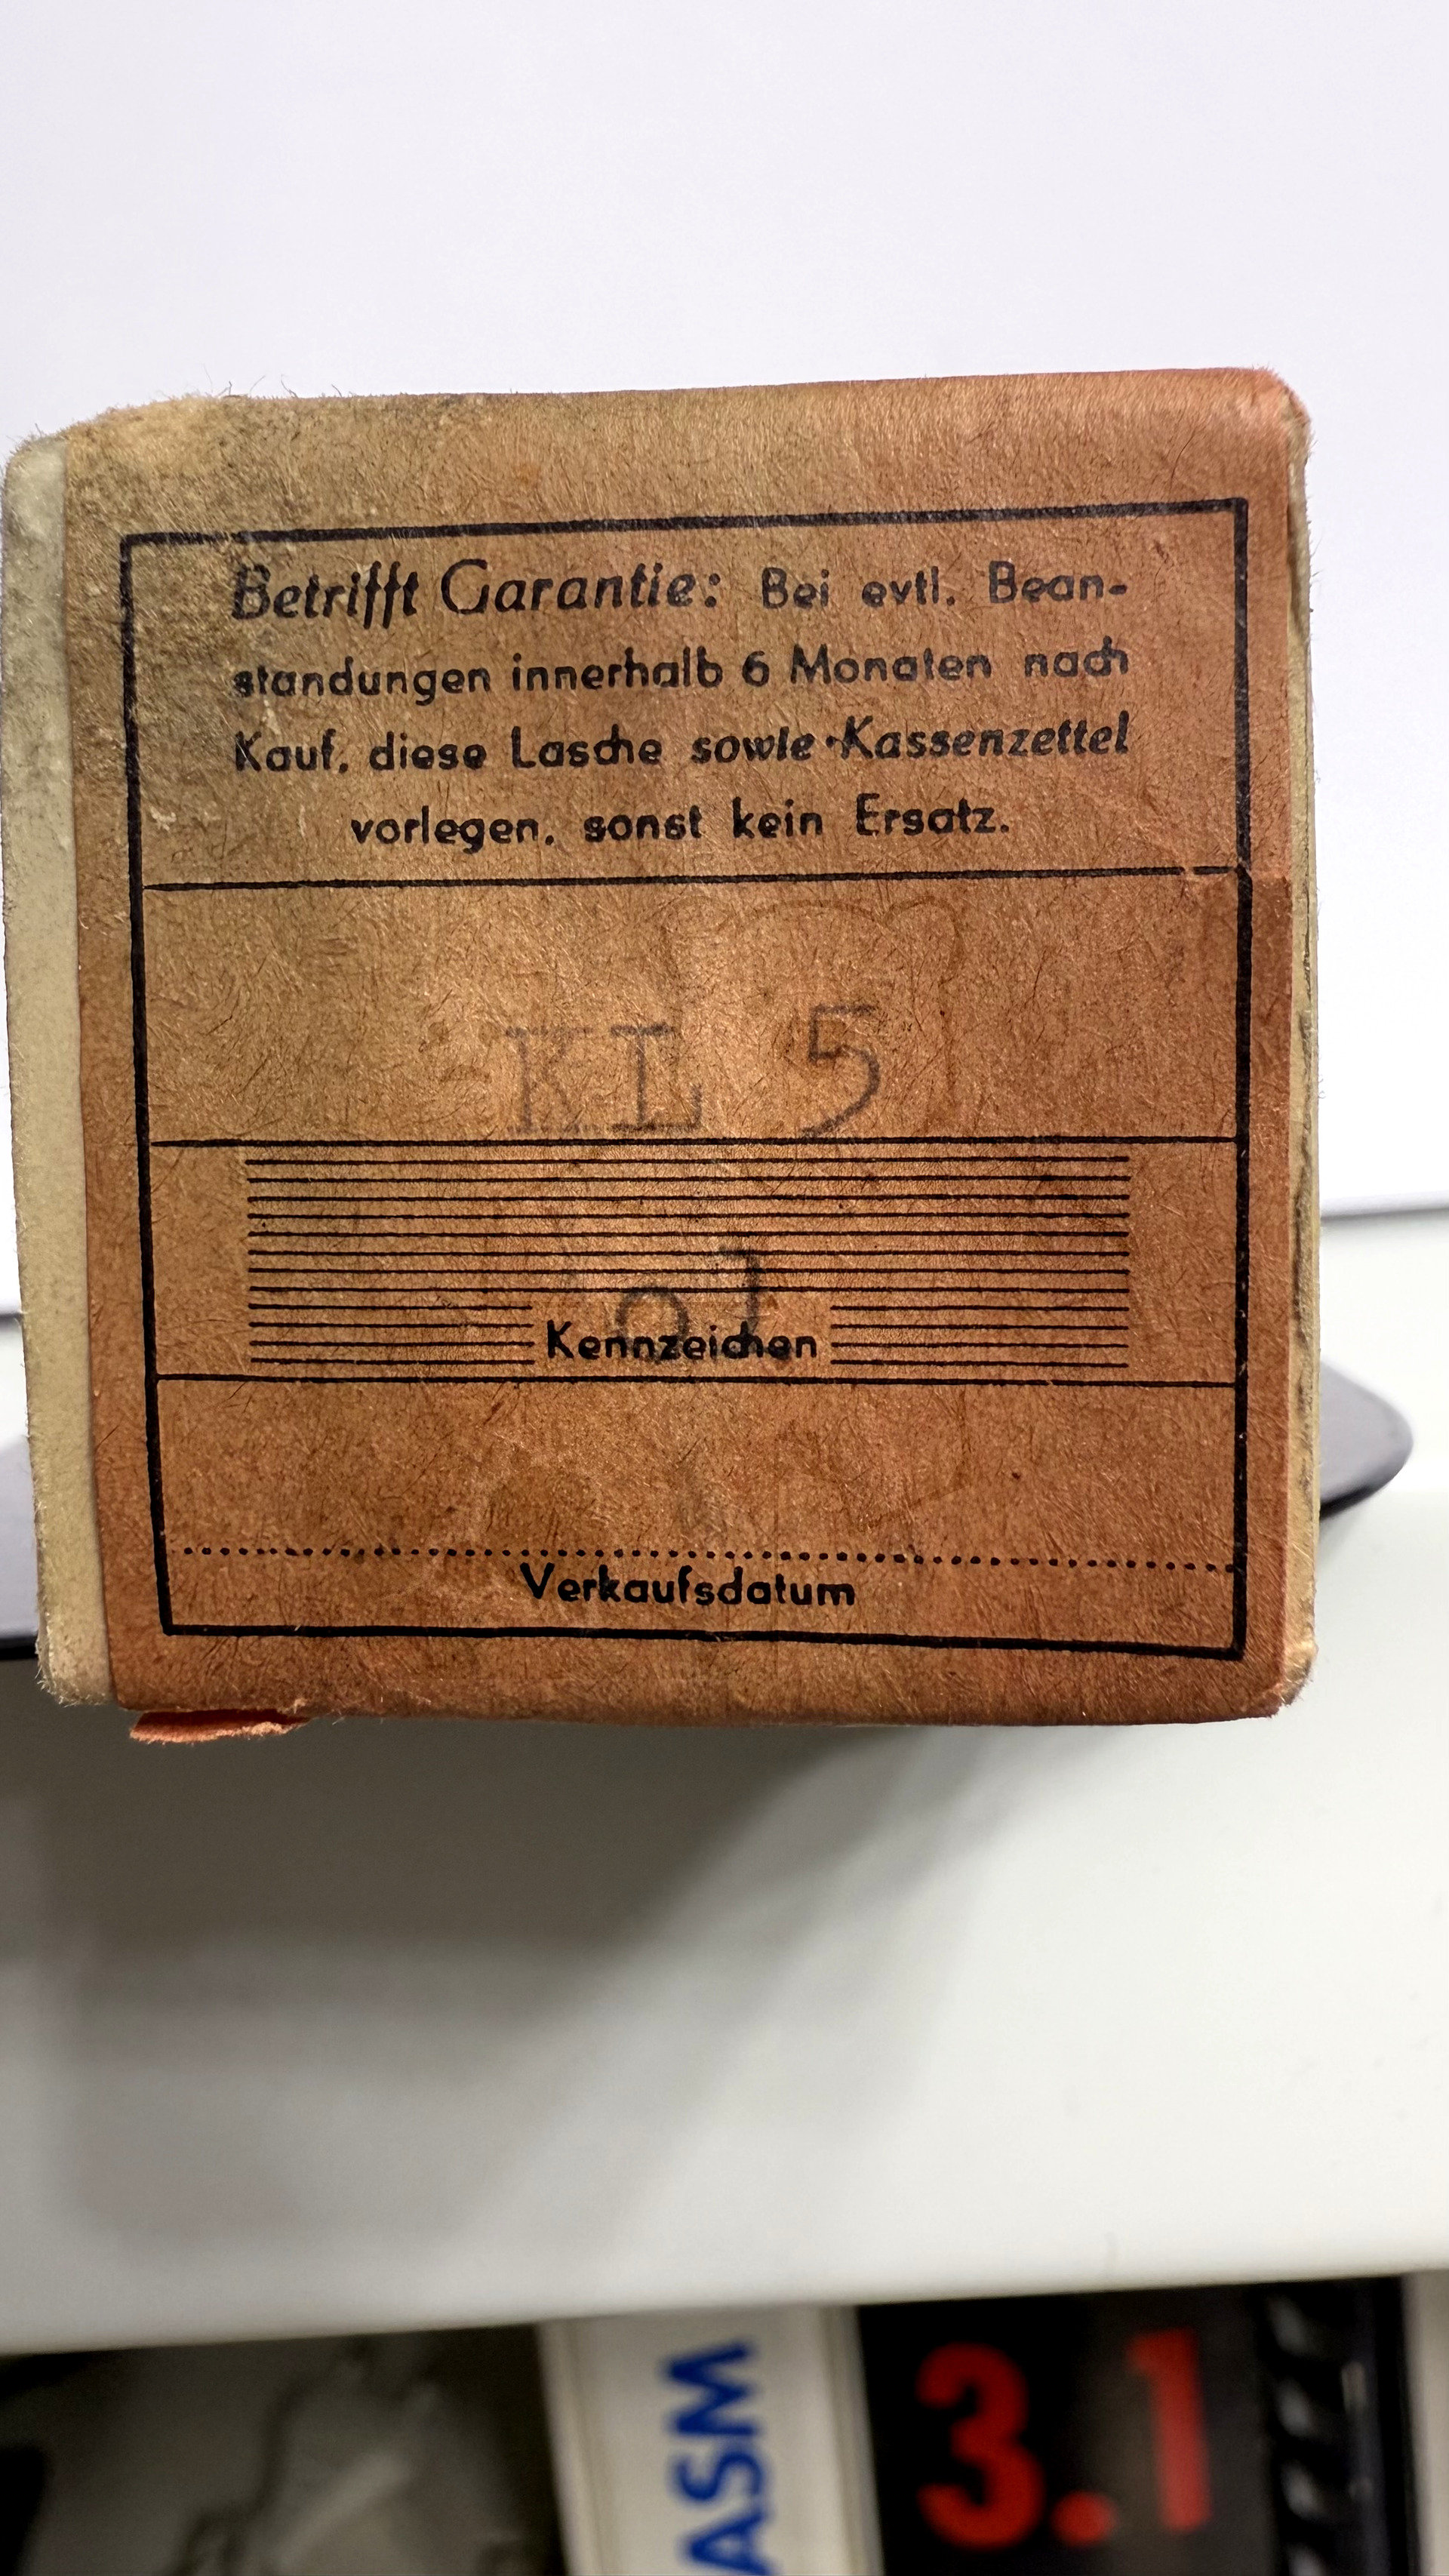 Betrifft Garantie: Bei evtl. Bean-
standungen innerhalb 6 Monaten nach
Kauf, diese Lasche sowie Kassenzettel
vorlegen, sonst kein Ersatz.
KL 5
Kennzeichen
Verkaufsdatum
ASM
3.1